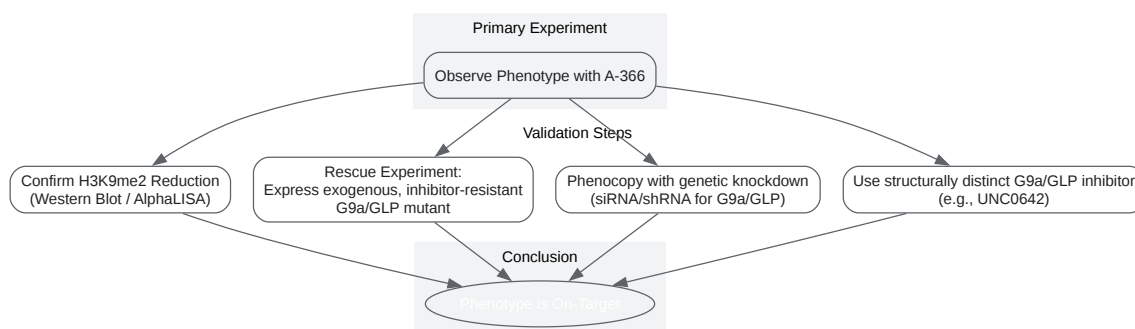 Primary Experiment
Observe Phenotype with A-366
Validation Steps
Confirm H3K9me2 Reduction
(Western Blot / AlphaLISA)
Rescue Experiment:
Express exogenous, inhibitor-resistant
G9a/GLP mutant
Phenocopy with genetic knockdown
(siRNA/shRNA for G9a/GLP)
Use structurally distinct G9a/GLP inhibitor
(e.g., UNC0642)
Conclusion
Phenotype is On-Target